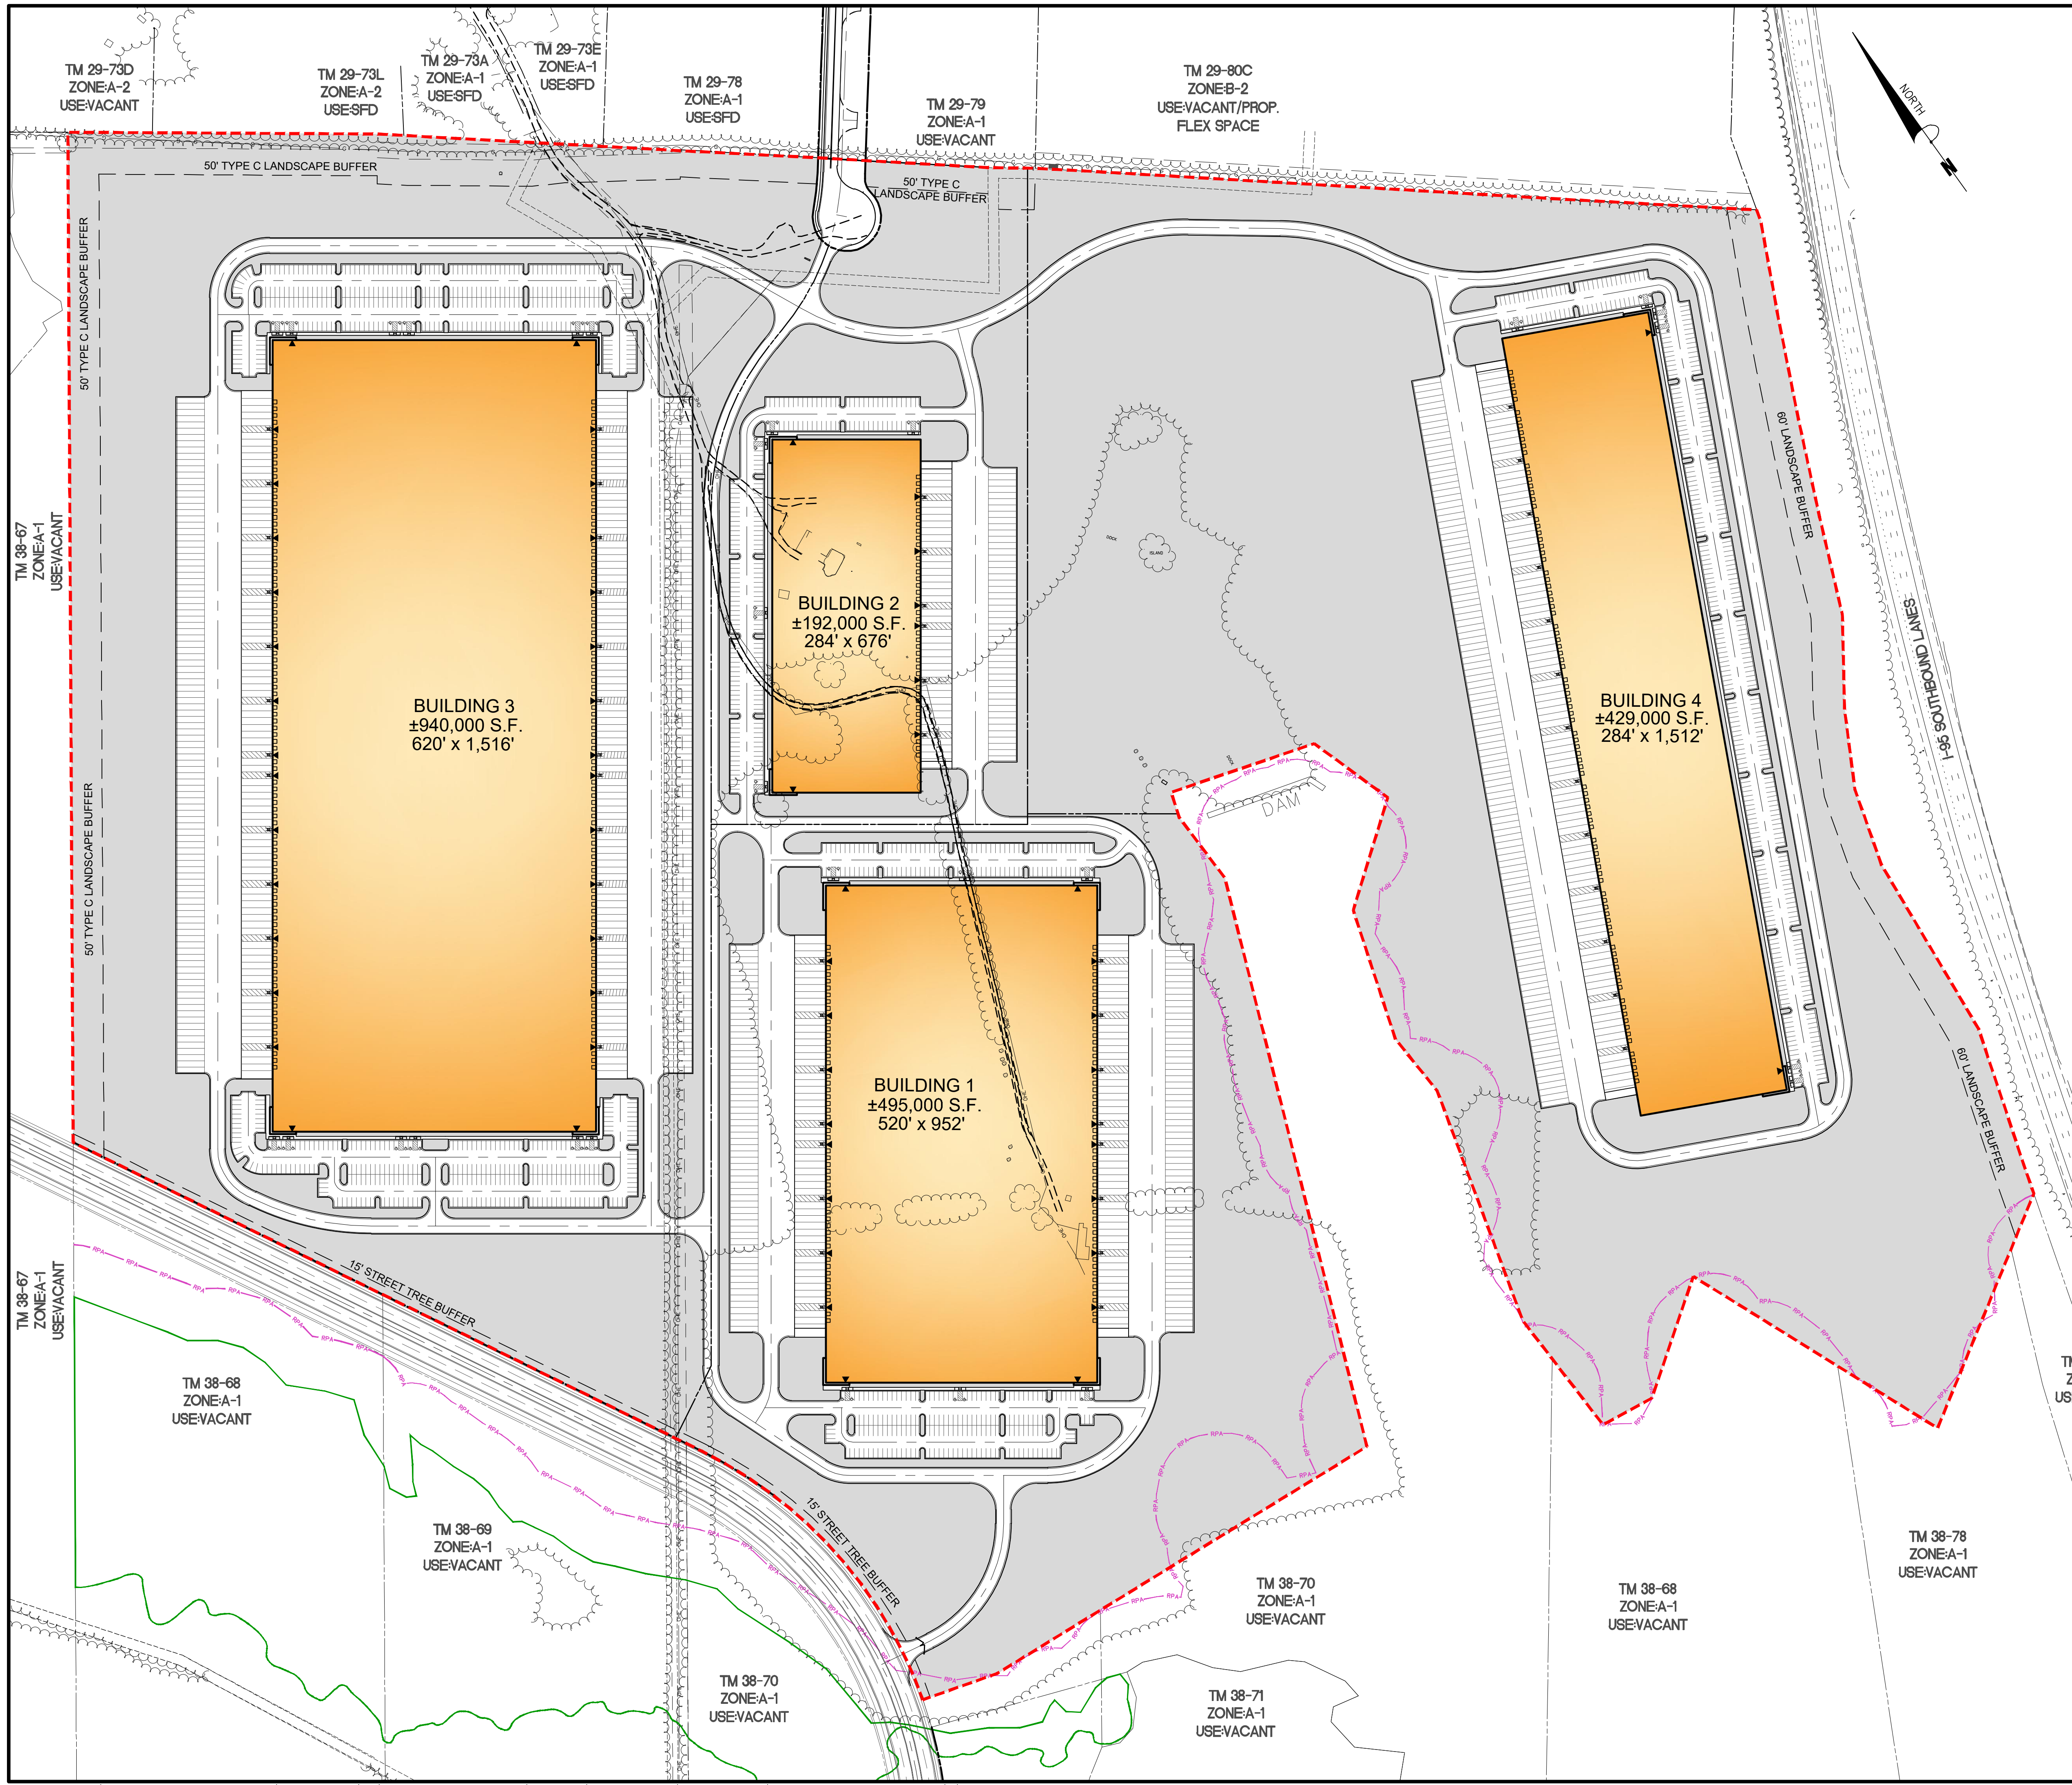 TM 29-73D
ZONE:A-2
USE:VACANT
TM 29-73L
ZONE:A-2
USE:SFD
TM 29-73A
ZONE:A-1
USE:SFD
TM 29-73E
ZONE:A-1
USE:SFD
TM 29-78
ZONE:A-1
USE:SFD
TM 29-79
ZONE:A-1
USE:VACANT
TM 29-80C
ZONE:B-2
USE:VACANT/PROP.
FLEX SPACE
NORTH
N
50' TYPE C LANDSCAPE BUFFER
50' TYPE C
LANDSCAPE BUFFER
50' TYPE C LANDSCAPE BUFFER
60' LANDSCAPE BUFFER
TM 38-67
ZONE:A-1
USE:VACANT
DOCK
ISLAND
BUILDING 2
±192,000 S.F.
284' x 676'
I-95 SOUTHBOUND LANES
BUILDING 3
±940,000 S.F.
620' x 1,516'
BUILDING 4
±429,000 S.F.
284' x 1,512'
DOCK
DAM
50' TYPE C LANDSCAPE BUFFER
BUILDING 1
±495,000 S.F.
520' x 952'
60' LANDSCAPE BUFFER
TM 38-67
ZONE:A-1
USE:VACANT
15' STREET TREE BUFFER
RPA
TM 38-68
ZONE:A-1
USE:VACANT
TM 38-69
ZONE:A-1
USE:VACANT
15' STREET TREE BUFFER
TM 38-70
ZONE:A-1
USE:VACANT
TM 38-68
ZONE:A-1
USE:VACANT
TM 38-78
ZONE:A-1
USE:VACANT
TM 38-70
ZONE:A-1
USE:VACANT
TM 38-71
ZONE:A-1
USE:VACANT